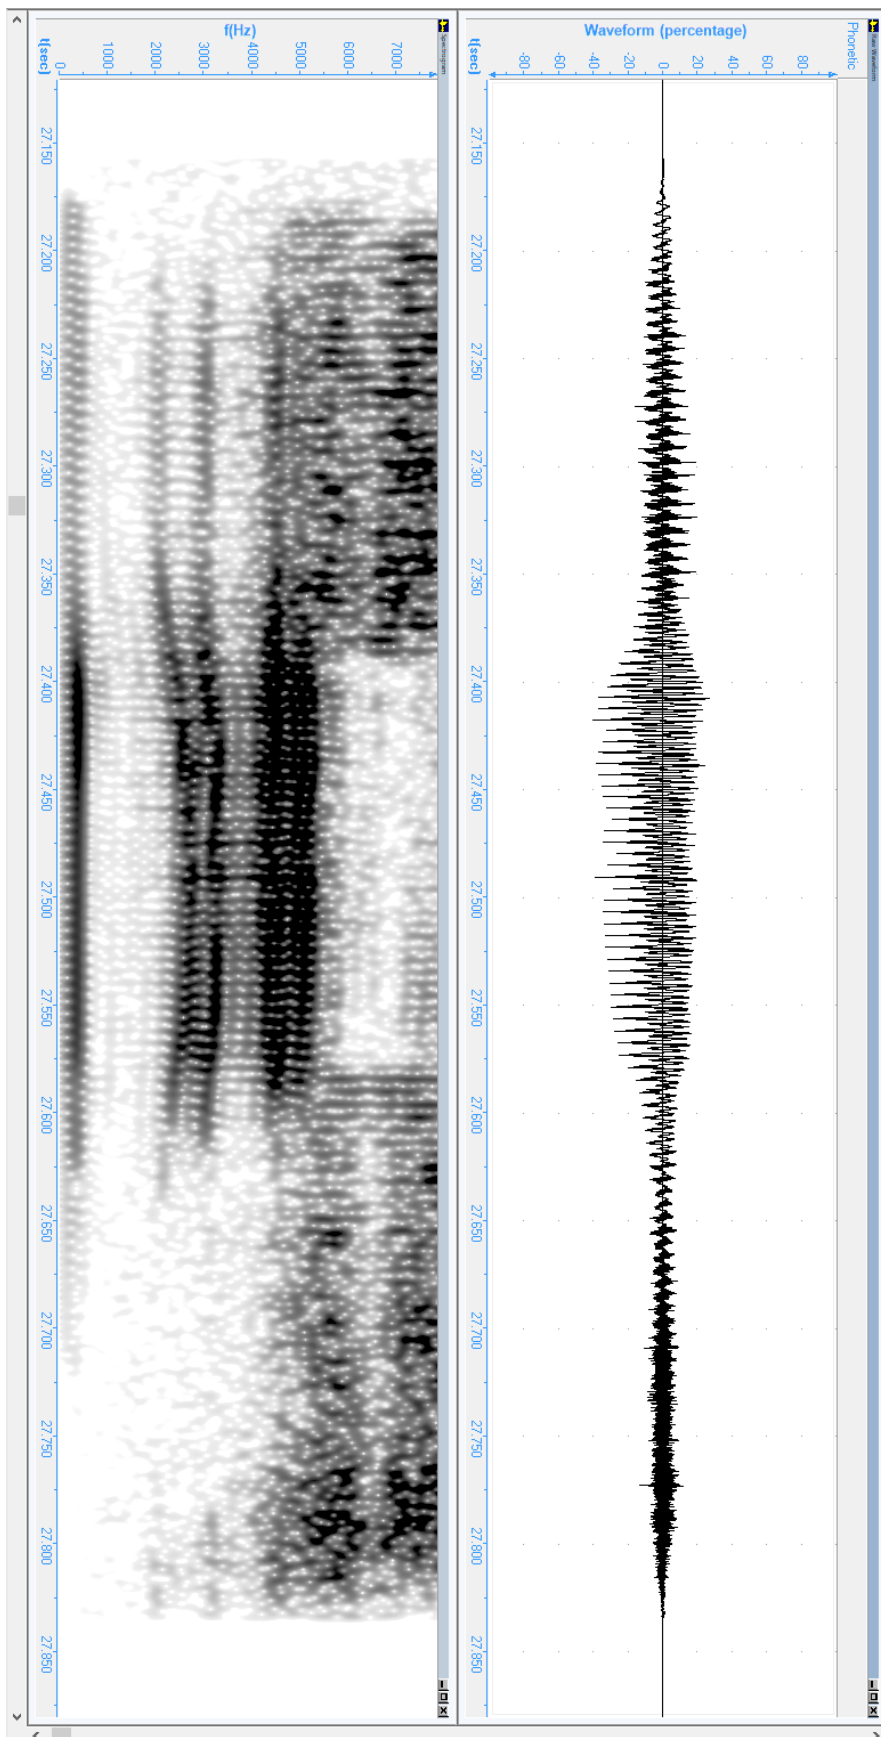 Raw Waveform
Phonetic
Waveform (percentage)
-80 -60 -40 -20 0 20 40 60 80
t(sec)
27.150 27.200 27.250 27.300 27.350 27.400 27.450 27.500 27.550 27.600 27.650 27.700 27.750 27.800 27.850
Spectrogram
f(Hz)
0 1000 2000 3000 4000 5000 6000 7000
t(sec)
27.150 27.200 27.250 27.300 27.350 27.400 27.450 27.500 27.550 27.600 27.650 27.700 27.750 27.800 27.850